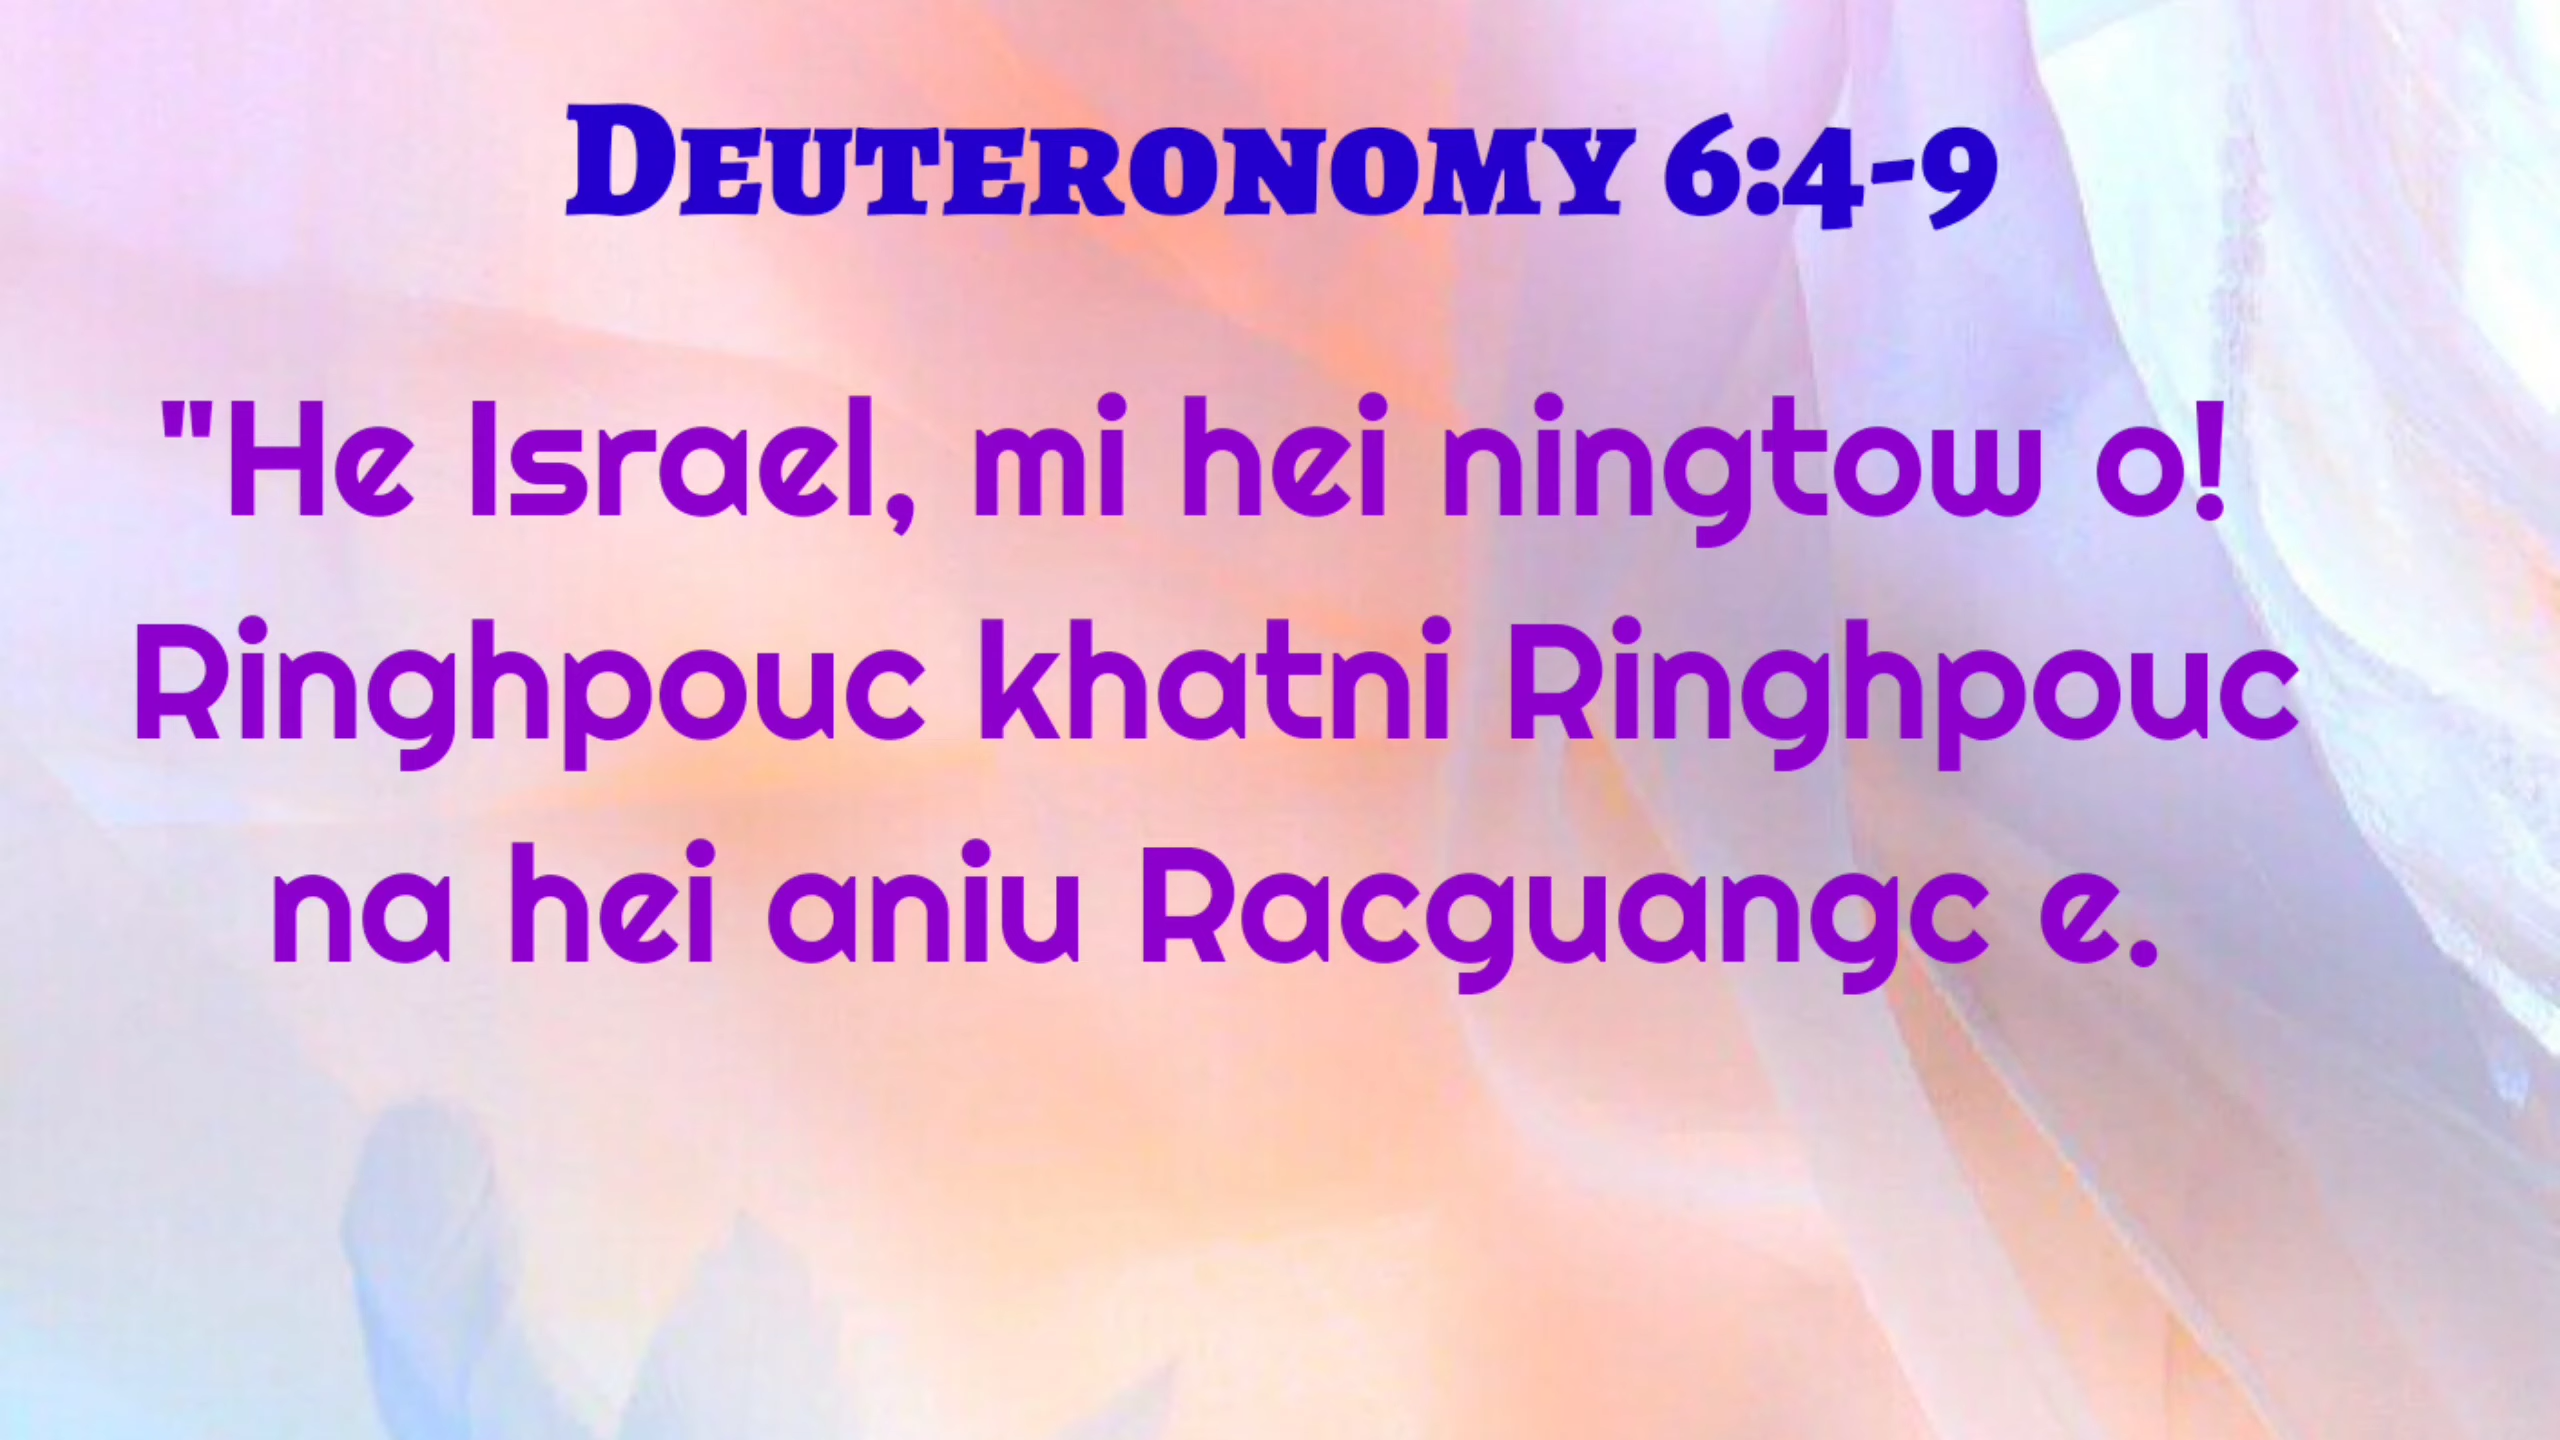 Deuteronomy 6:4-9
"He Israel, mi hei ningtow o!
Ringhpouc khatni Ringhpouc
na hei aniu Racguangc e.